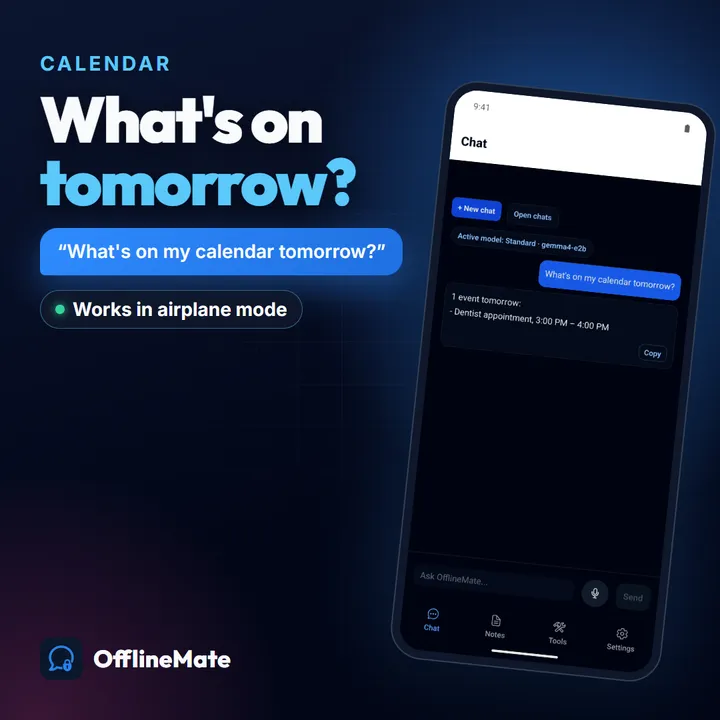 CALENDAR
What's on
tomorrow?
“What's on my calendar tomorrow?”
Works in airplane mode
OfflineMate
9:41
Chat
+ New chat
Open chats
Active model: Standard · gemma4-e2b
What's on my calendar tomorrow?
1 event tomorrow:
- Dentist appointment, 3:00 PM – 4:00 PM
Copy
Ask OfflineMate...
Send
Chat
Notes
Tools
Settings